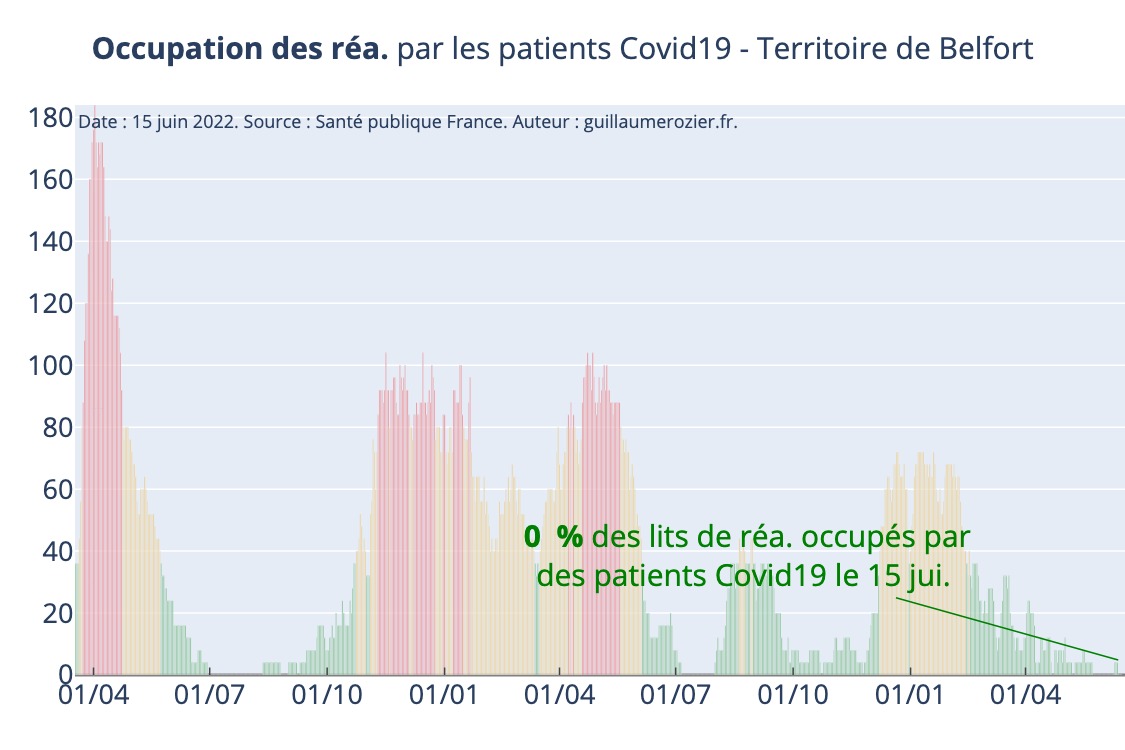 Occupation des réa. par les patients Covid19 - Territoire de Belfort
Date : 15 juin 2022. Source : Santé publique France. Auteur : guillaumerozier.fr.
180
160
140
120
100
80
60
40
20
0
0 % des lits de réa. occupés par
des patients Covid19 le 15 jui.
01/04 01/07 01/10 01/01 01/04 01/07 01/10 01/01 01/04